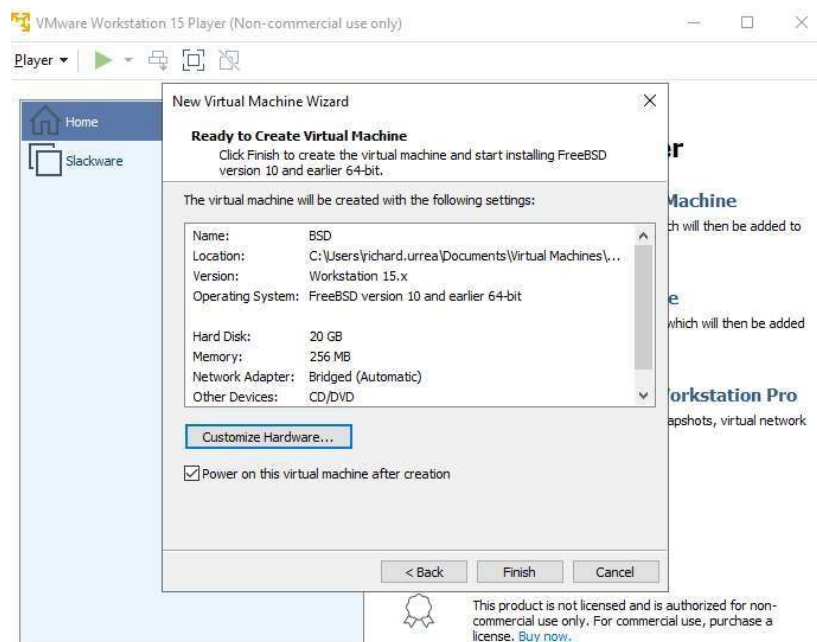 VMware Workstation 15 Player (Non-commercial use only)
Player
Home
Slackware
New Virtual Machine Wizard
Ready to Create Virtual Machine
Click Finish to create the virtual machine and start installing FreeBSD
version 10 and earlier 64-bit.
The virtual machine will be created with the following settings:
Name: BSD
Location: C:\Users\richard.urrea\Documents\Virtual Machines\...
Version: Workstation 15.x
Operating System: FreeBSD version 10 and earlier 64-bit
Hard Disk: 20 GB
Memory: 256 MB
Network Adapter: Bridged (Automatic)
Other Devices: CD/DVD
Customize Hardware...
Power on this virtual machine after creation
< Back Finish Cancel
er
Machine
ch will then be added to
e
which will then be added
Workstation Pro
apshots, virtual network
This product is not licensed and is authorized for non-
commercial use only. For commercial use, purchase a
license. Buy now.